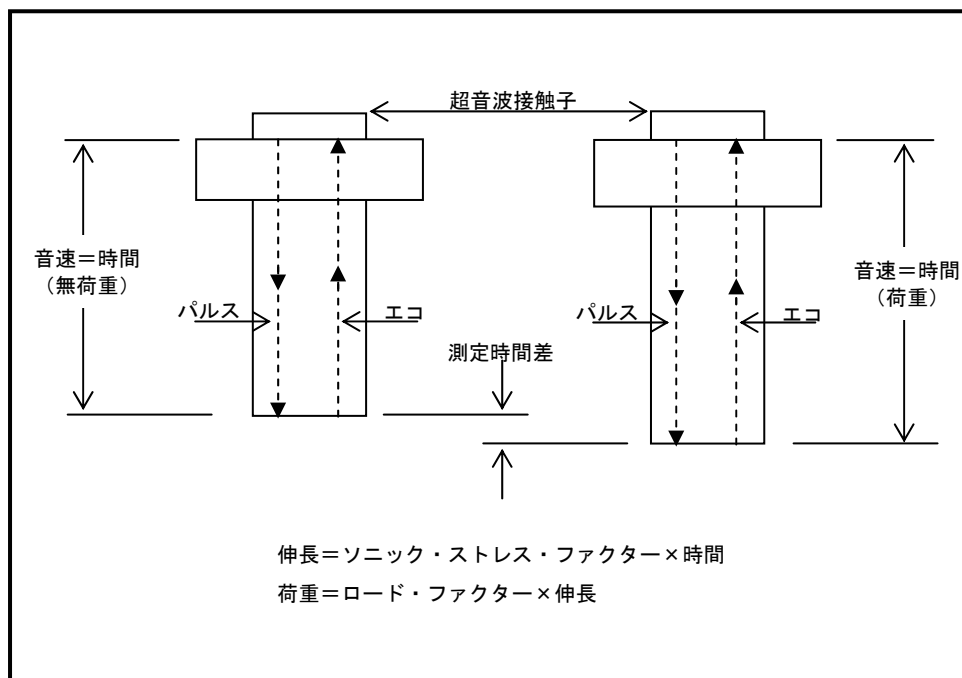 超音波接触子
音速＝時間
（無荷重）
音速＝時間
（荷重）
パルス
エコ
パルス
エコ
測定時間差
伸長＝ソニック・ストレス・ファクター×時間
荷重＝ロード・ファクター×伸長